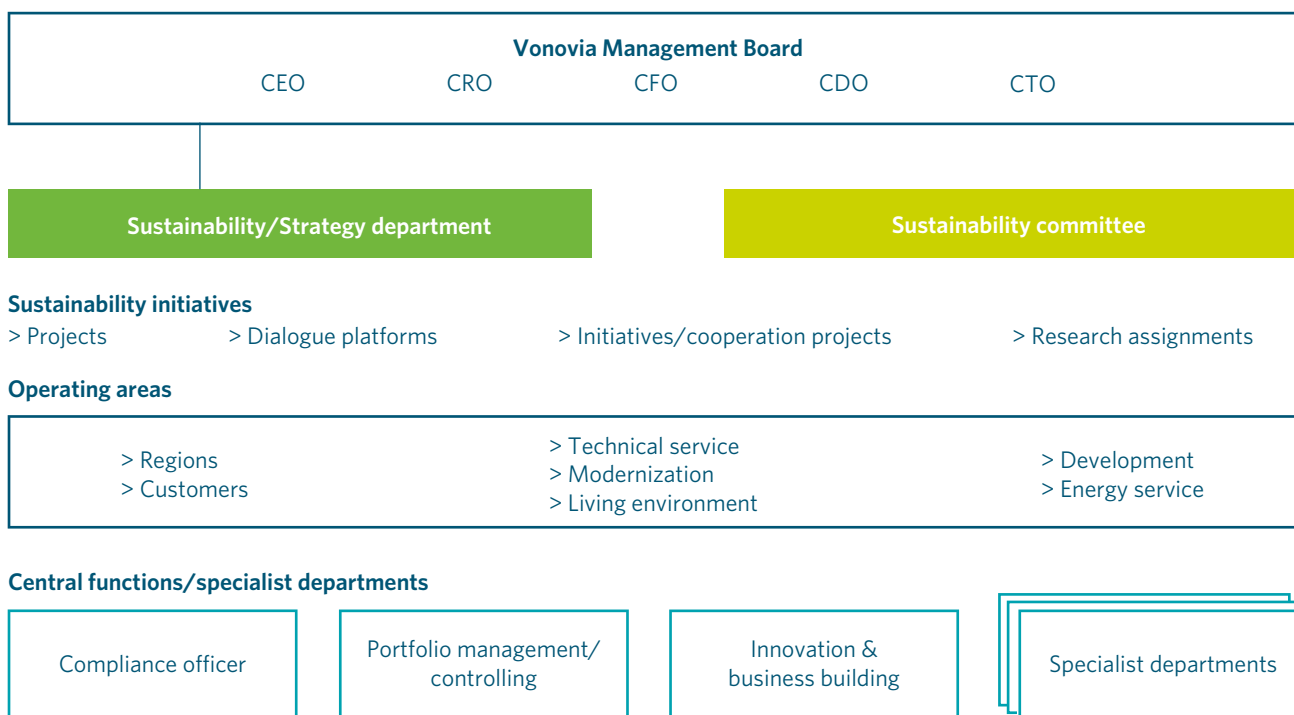 Vonovia Management Board
CEO CRO CFO CDO CTO
Sustainability/Strategy department
Sustainability committee
Sustainability initiatives
> Projects > Dialogue platforms > Initiatives/cooperation projects > Research assignments
Operating areas
> Regions
> Customers
> Technical service
> Modernization
> Living environment
> Development
> Energy service
Central functions/specialist departments
Compliance officer
Portfolio management/
controlling
Innovation &
business building
Specialist departments